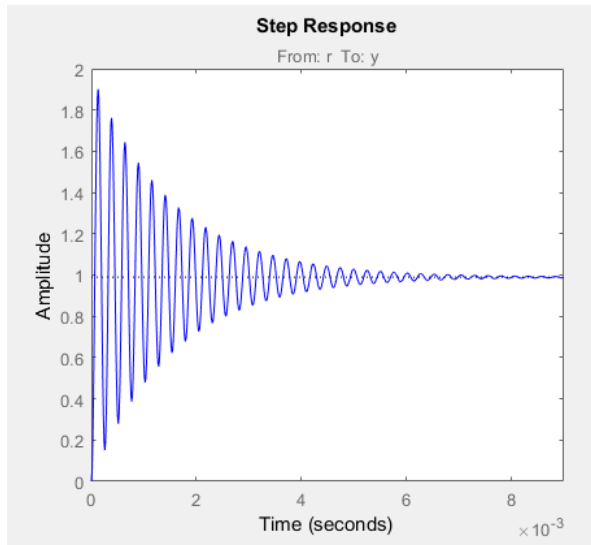 Step Response
From: r To: y
Amplitude
2
1.8
1.6
1.4
1.2
1
0.8
0.6
0.4
0.2
0
0 2 4 6 8
Time (seconds)
×10⁻³